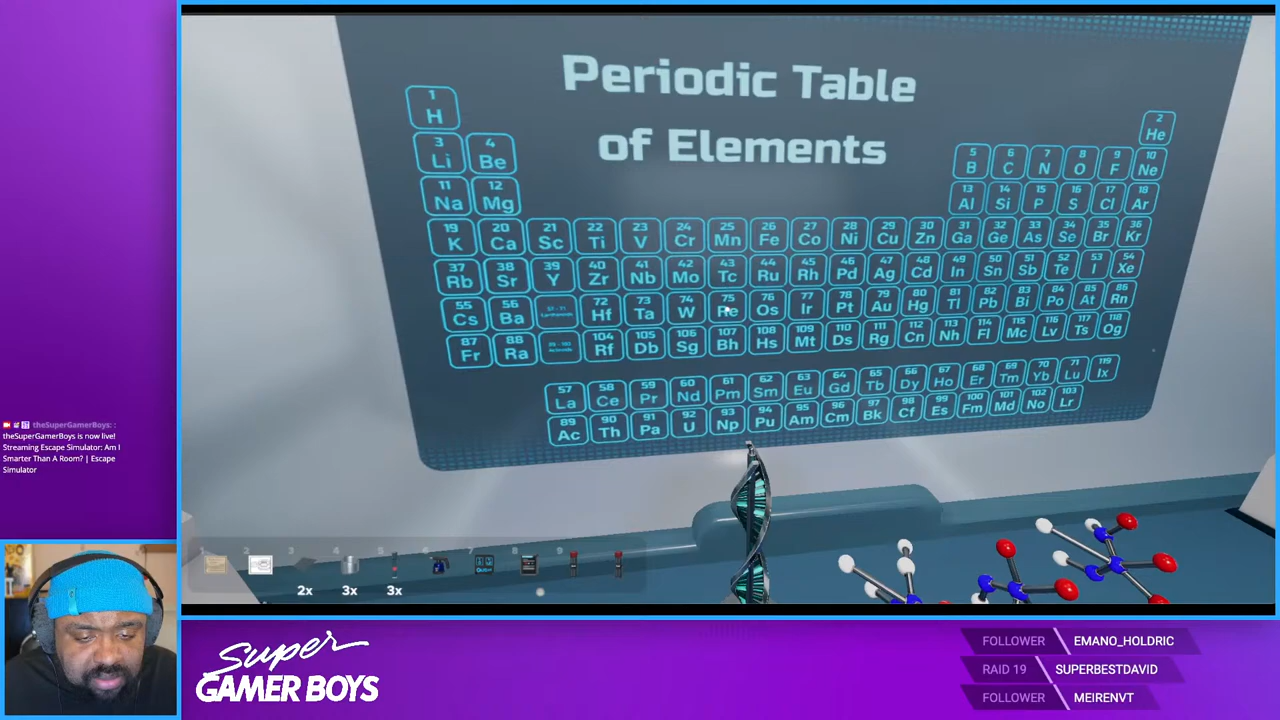 Periodic Table
of Elements
1 H
2 He
3 Li 4 Be 5 B 6 C 7 N 8 O 9 F 10 Ne
11 Na 12 Mg 13 Al 14 Si 15 P 16 S 17 Cl 18 Ar
19 K 20 Ca 21 Sc 22 Ti 23 V 24 Cr 25 Mn 26 Fe 27 Co 28 Ni 29 Cu 30 Zn 31 Ga 32 Ge 33 As 34 Se 35 Br 36 Kr
37 Rb 38 Sr 39 Y 40 Zr 41 Nb 42 Mo 43 Tc 44 Ru 45 Rh 46 Pd 47 Ag 48 Cd 49 In 50 Sn 51 Sb 52 Te 53 I 54 Xe
55 Cs 56 Ba 72 Hf 73 Ta 74 W 75 Re 76 Os 77 Ir 78 Pt 79 Au 80 Hg 81 Tl 82 Pb 83 Bi 84 Po 85 At 86 Rn
87 Fr 88 Ra 104 Rf 105 Db 106 Sg 107 Bh 108 Hs 109 Mt 110 Ds 111 Rg 112 Cn 113 Nh 114 Fl 115 Mc 116 Lv 117 Ts 118 Og
57 La 58 Ce 59 Pr 60 Nd 61 Pm 62 Sm 63 Eu 64 Gd 65 Tb 66 Dy 67 Ho 68 Er 69 Tm 70 Yb 71 Lu 119 Ix
89 Ac 90 Th 91 Pa 92 U 93 Np 94 Pu 95 Am 96 Cm 97 Bk 98 Cf 99 Es 100 Fm 101 Md 102 No 103 Lr
theSuperGamerBoys: :
theSuperGamerBoys is now live!
Streaming Escape Simulator: Am I
Smarter Than A Room? | Escape
Simulator
2 3 4 5 6 7 8 9
2x 3x 3x
Super
GAMER BOYS
FOLLOWER EMANO_HOLDRIC
RAID 19 SUPERBESTDAVID
FOLLOWER MEIRENVT